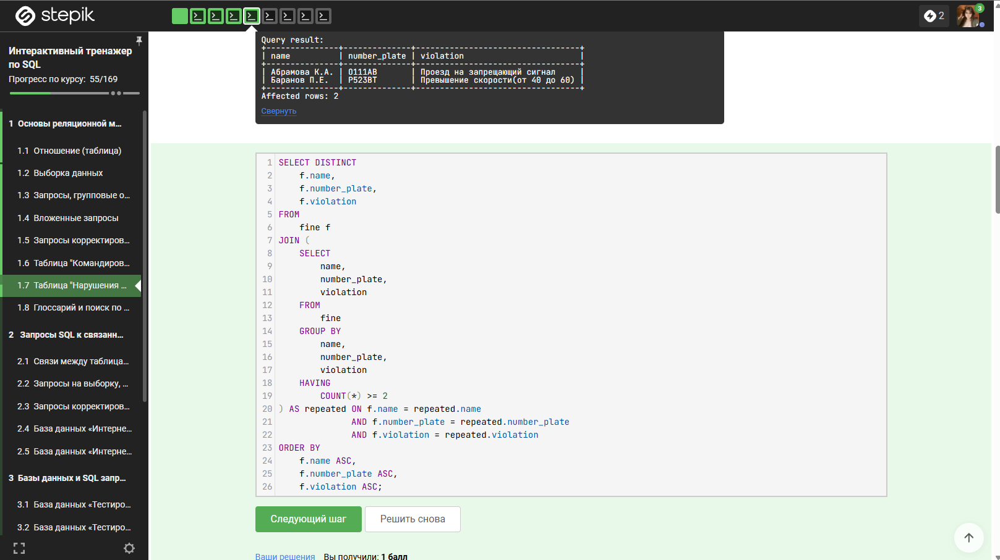 stepik
2
3
Интерактивный тренажер
по SQL
Прогресс по курсу: 55/169
1 Основы реляционной м...
1.1 Отношение (таблица)
1.2 Выборка данных
1.3 Запросы, групповые о...
1.4 Вложенные запросы
1.5 Запросы корректиров...
1.6 Таблица "Командиров...
1.7 Таблица "Нарушения ...
1.8 Глоссарий и поиск по ...
2 Запросы SQL к связанн...
2.1 Связи между таблица...
2.2 Запросы на выборку, ...
2.3 Запросы корректиров...
2.4 База данных «Интерне...
2.5 База данных «Интерне...
3 Базы данных и SQL запр...
3.1 База данных «Тестиро...
3.2 База данных «Тестиро...
Query result:
+---------------+--------------+----------------------------------+
| name          | number_plate | violation                        |
+---------------+--------------+----------------------------------+
| Абрамова К.А. | О111АВ       | Проезд на запрещающий сигнал     |
| Баранов П.Е.  | Р523ВТ       | Превышение скорости(от 40 до 60) |
+---------------+--------------+----------------------------------+
Affected rows: 2
Свернуть
1 SELECT DISTINCT
2     f.name,
3     f.number_plate,
4     f.violation
5 FROM
6     fine f
7 JOIN (
8     SELECT
9         name,
10         number_plate,
11         violation
12     FROM
13         fine
14     GROUP BY
15         name,
16         number_plate,
17         violation
18     HAVING
19         COUNT(*) >= 2
20 ) AS repeated ON f.name = repeated.name
21               AND f.number_plate = repeated.number_plate
22               AND f.violation = repeated.violation
23 ORDER BY
24     f.name ASC,
25     f.number_plate ASC,
26     f.violation ASC;
Следующий шаг
Решить снова
Ваши решения Вы получили: 1 балл